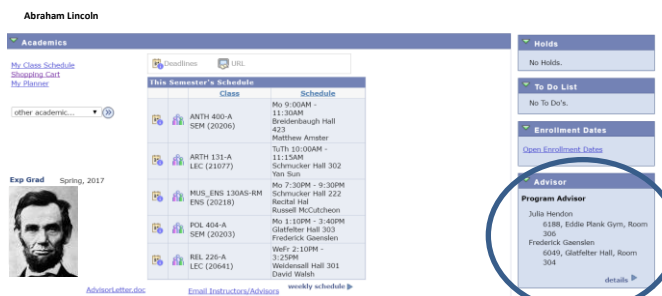 Abraham Lincoln
Academics
My Class Schedule
Shopping Cart
My Planner
other academic...
Exp Grad Spring, 2017
AdvisorLetter.doc
Deadlines URL
This Semester's Schedule
Class Schedule
ANTH 400-A
SEM (20206)
Mo 9:00AM -
11:30AM
Breidenbaugh Hall
423
Matthew Amster
ARTH 131-A
LEC (21077)
TuTh 10:00AM -
11:15AM
Schmucker Hall 302
Yan Sun
MUS_ENS 130AS-RM
ENS (20218)
Mo 7:30PM - 9:30PM
Schmucker Hall 222
Recital Hal
Russell McCutcheon
POL 404-A
SEM (20203)
Mo 1:10PM - 3:40PM
Glatfelter Hall 303
Frederick Gaenslen
REL 226-A
LEC (20641)
WeFr 2:10PM -
3:25PM
Weidensall Hall 301
David Walsh
weekly schedule
Email Instructors/Advisors
Holds
No Holds.
To Do List
No To Do's.
Enrollment Dates
Open Enrollment Dates
Advisor
Program Advisor
Julia Hendon
6188, Eddie Plank Gym, Room
306
Frederick Gaenslen
6049, Glatfelter Hall, Room
304
details